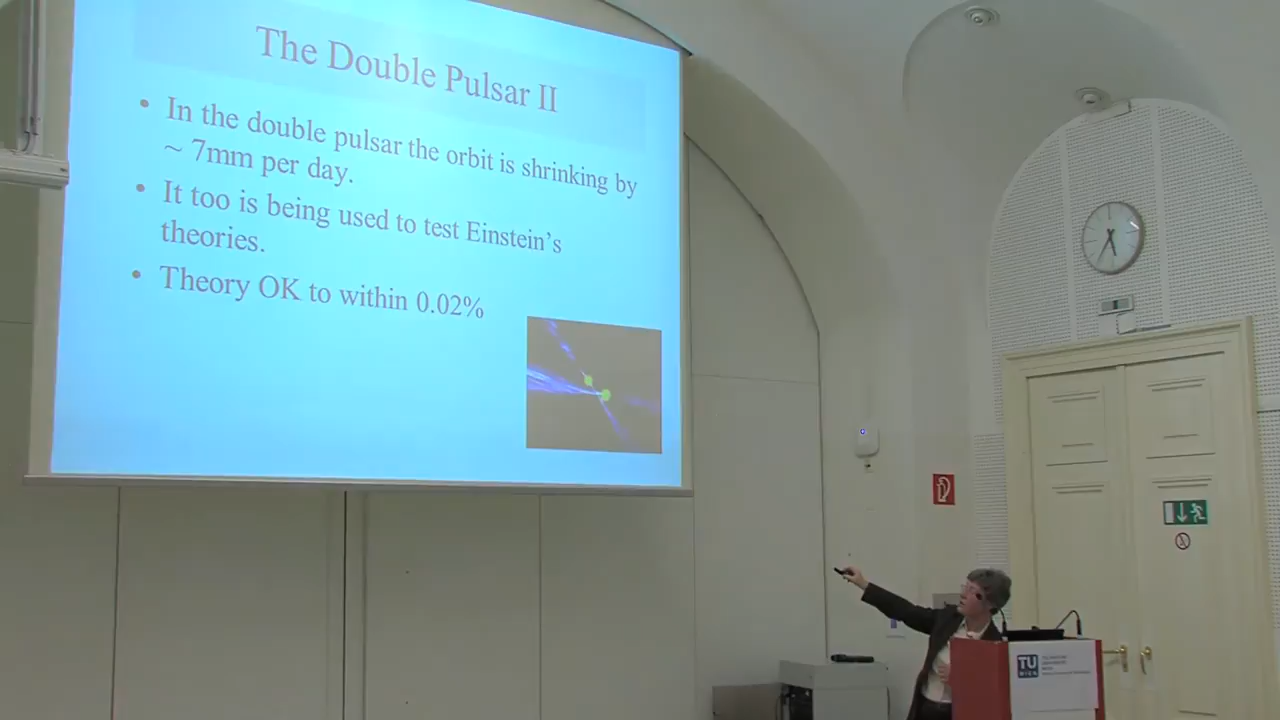 The Double Pulsar II
• In the double pulsar the orbit is shrinking by
~ 7mm per day.
• It too is being used to test Einstein's
theories.
• Theory OK to within 0.02%
TU
WIEN